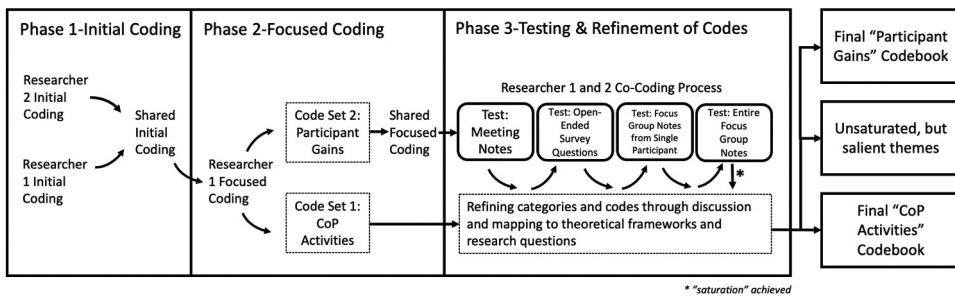 Phase 1-Initial Coding
Researcher
2 Initial
Coding
Researcher
1 Initial
Coding
Shared
Initial
Coding
Phase 2-Focused Coding
Researcher
1 Focused
Coding
Code Set 2:
Participant
Gains
Code Set 1:
CoP
Activities
Shared
Focused
Coding
Phase 3-Testing & Refinement of Codes
Researcher 1 and 2 Co-Coding Process
Test:
Meeting
Notes
Test: Open-
Ended
Survey
Questions
Test: Focus
Group Notes
from Single
Participant
Test: Entire
Focus
Group
Notes
*
Refining categories and codes through discussion
and mapping to theoretical frameworks and
research questions
Final “Participant
Gains” Codebook
Unsaturated, but
salient themes
Final “CoP
Activities”
Codebook
* “saturation” achieved